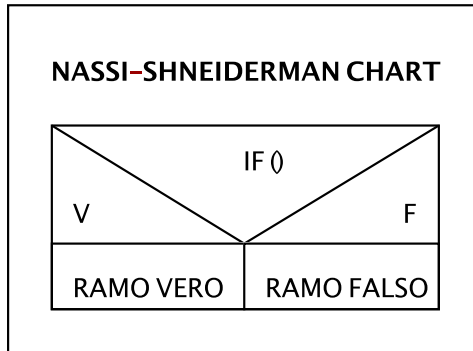 NASSI-SHNEIDERMAN CHART
IF ()
V F
RAMO VERO RAMO FALSO